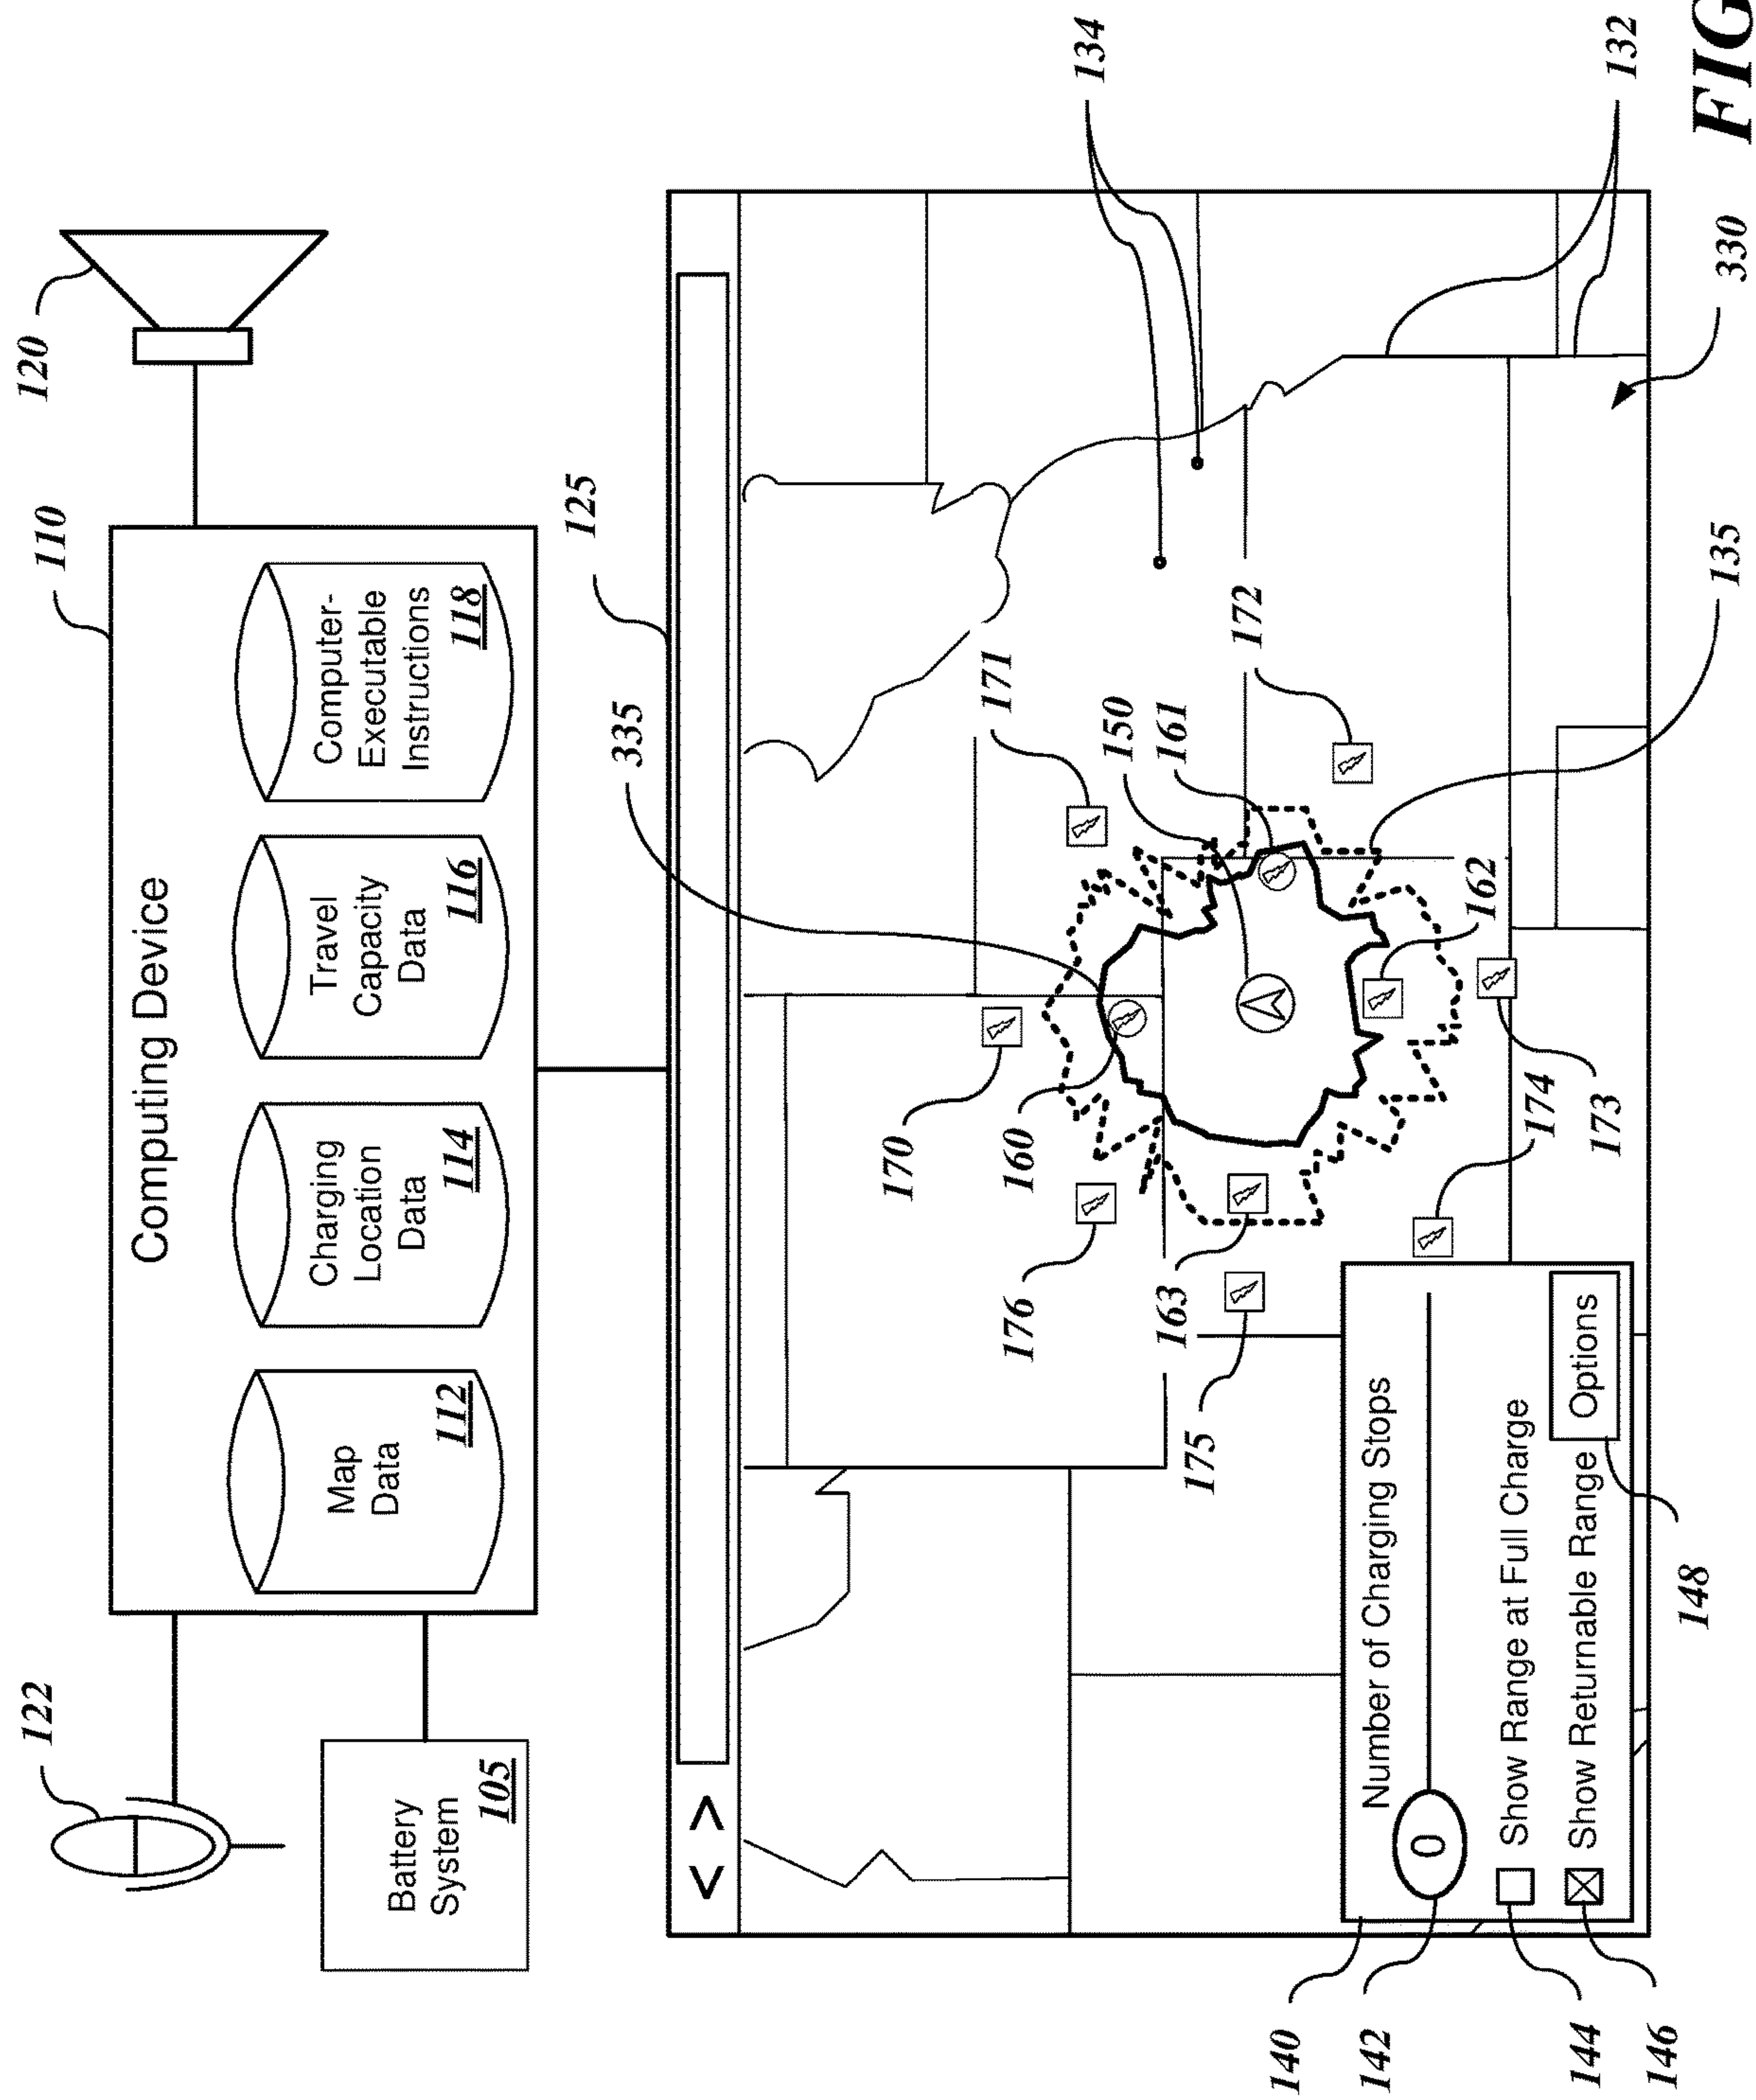 122
120
110
Computing Device
Map
Data
112
Charging
Location
Data
114
Travel
Capacity
Data
116
Computer-
Executable
Instructions
118
Battery
System
105
125
335
< >
134
171
170
150
161
172
160
176
163
175
162
174
173
135
132
330
140
Number of Charging Stops
142
0
144
Show Range at Full Charge
146
Show Returnable Range
Options
148
FIG